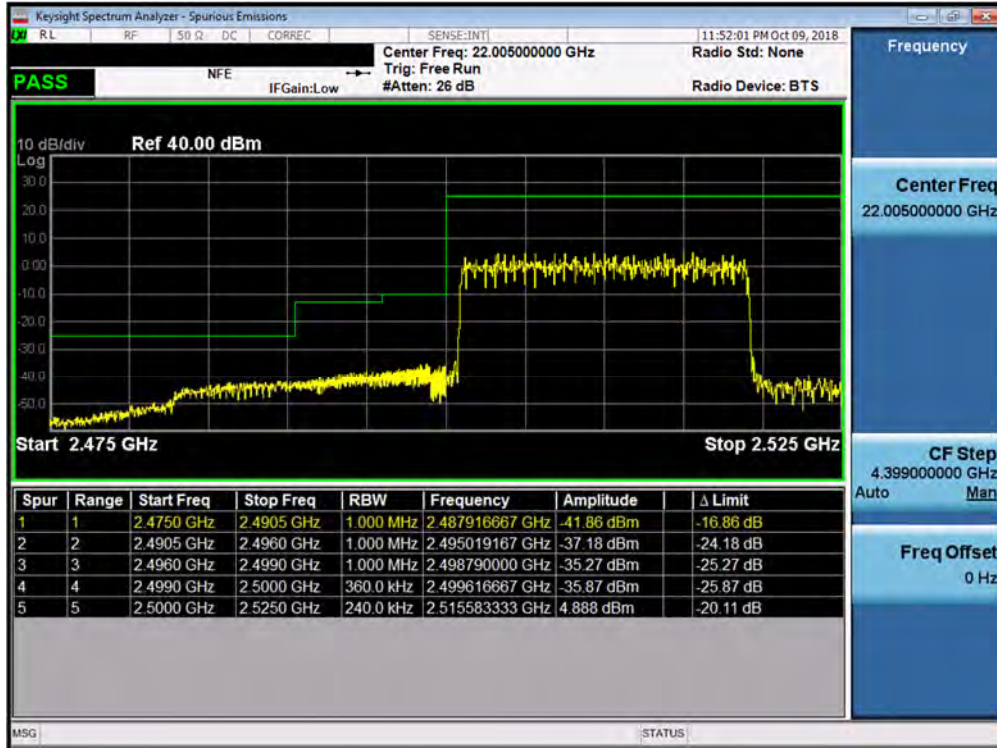 Keysight Spectrum Analyzer - Spurious Emissions
LXI RL RF 50 Ω DC CORREC SENSE:INT 11:52:01 PM Oct 09, 2018
Center Freq: 22.005000000 GHz Radio Std: None
Trig: Free Run
PASS NFE IFGain:Low #Atten: 26 dB Radio Device: BTS
Frequency
10 dB/div Ref 40.00 dBm
Log
30.0
20.0
10.0
0.00
-10.0
-20.0
-30.0
-40.0
-50.0
Start 2.475 GHz Stop 2.525 GHz
Center Freq
22.005000000 GHz
CF Step
4.399000000 GHz
Auto Man
Freq Offset
0 Hz
Spur Range Start Freq Stop Freq RBW Frequency Amplitude Δ Limit
1 1 2.4750 GHz 2.4905 GHz 1.000 MHz 2.487916667 GHz -41.86 dBm -16.86 dB
2 2 2.4905 GHz 2.4960 GHz 1.000 MHz 2.495019167 GHz -37.18 dBm -24.18 dB
3 3 2.4960 GHz 2.4990 GHz 1.000 MHz 2.498790000 GHz -35.27 dBm -25.27 dB
4 4 2.4990 GHz 2.5000 GHz 360.0 kHz 2.499616667 GHz -35.87 dBm -25.87 dB
5 5 2.5000 GHz 2.5250 GHz 240.0 kHz 2.515583333 GHz 4.888 dBm -20.11 dB
MSG STATUS